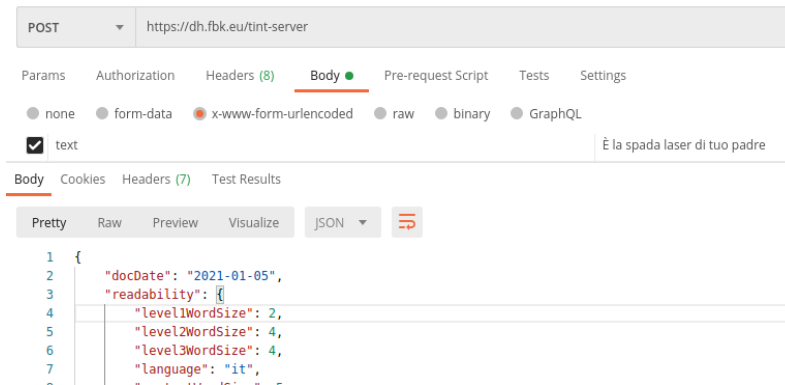 POST https://dh.fbk.eu/tint-server
Params Authorization Headers (8) Body Pre-request Script Tests Settings
none form-data x-www-form-urlencoded raw binary GraphQL
text È la spada laser di tuo padre
Body Cookies Headers (7) Test Results
Pretty Raw Preview Visualize JSON
1 {
2 "docDate": "2021-01-05",
3 "readability": {
4 "level1WordSize": 2,
5 "level2WordSize": 4,
6 "level3WordSize": 4,
7 "language": "it",